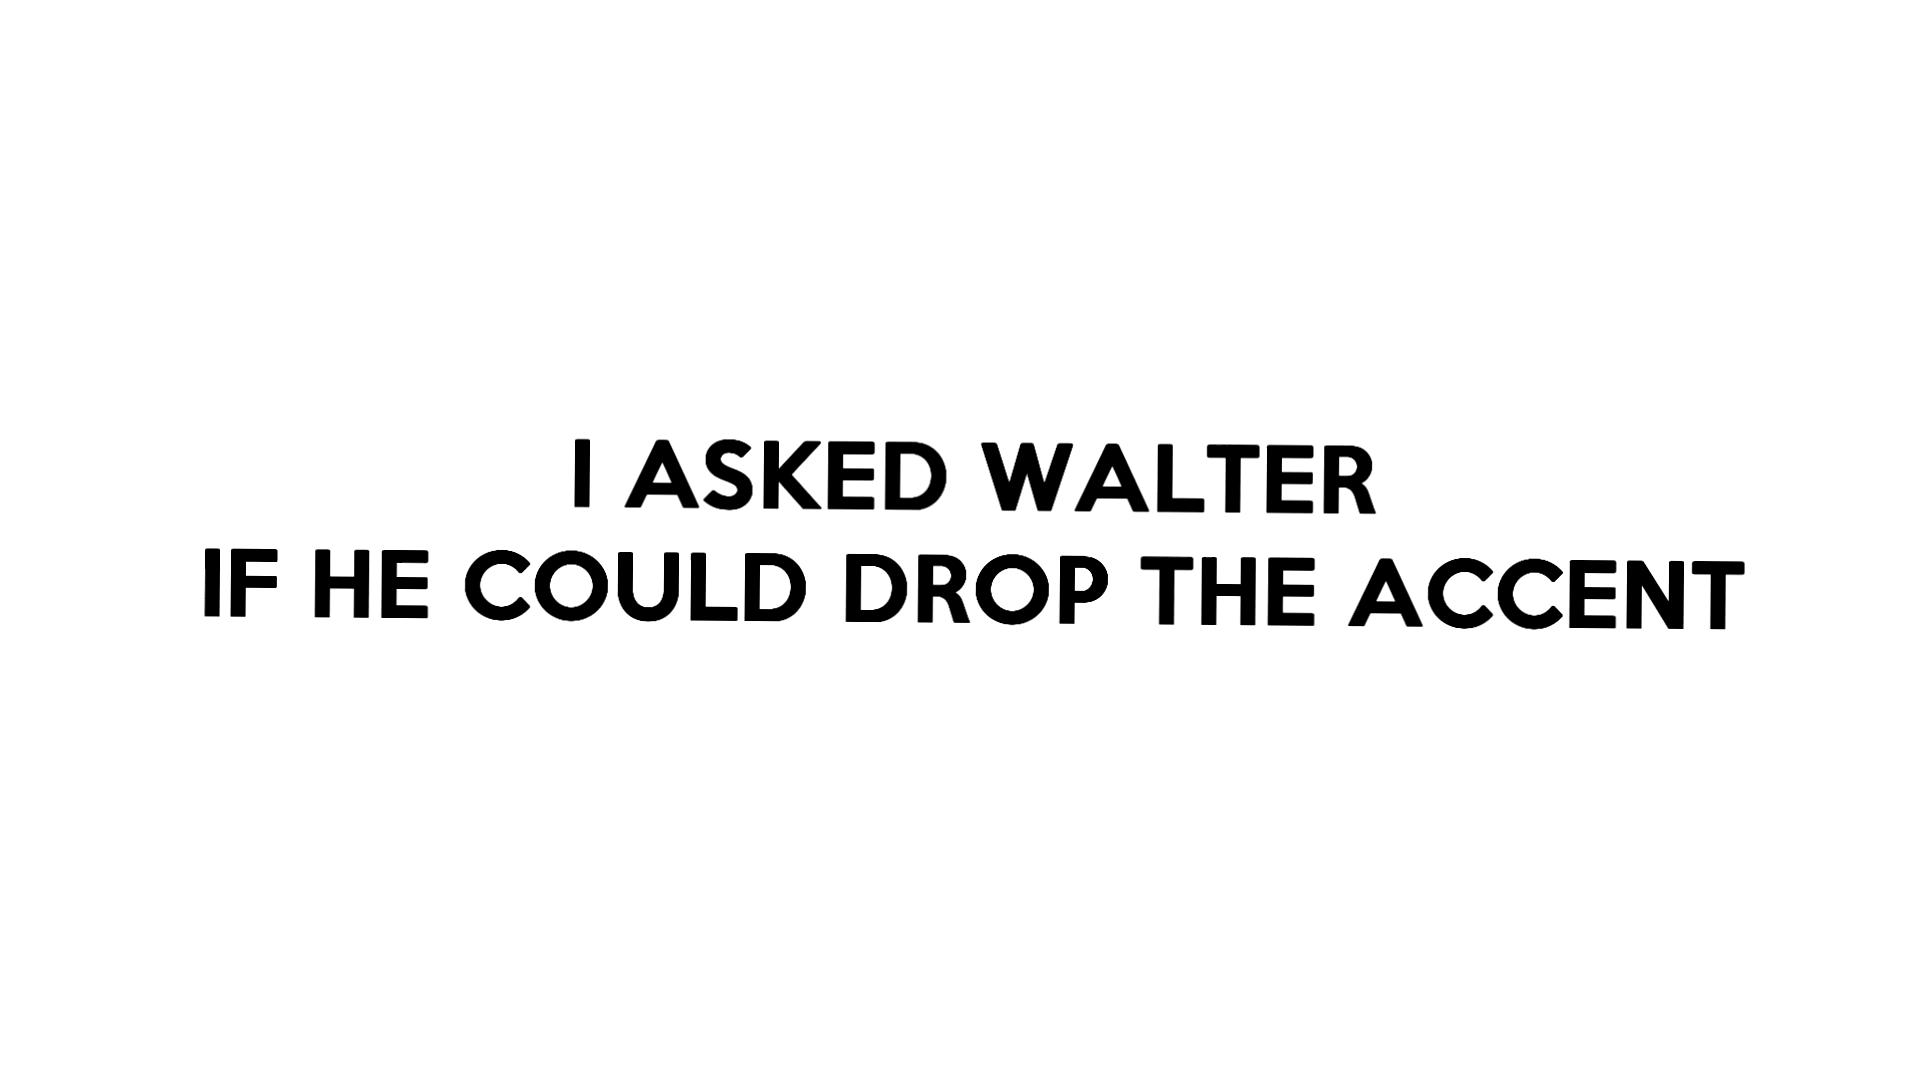 I ASKED WALTER
IF HE COULD DROP THE ACCENT